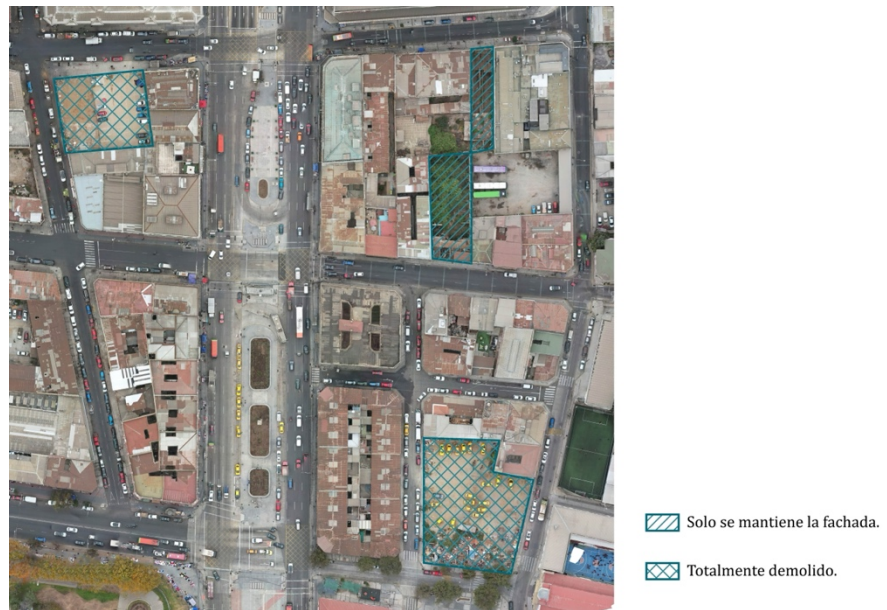 Solo se mantiene la fachada.
Totalmente demolido.